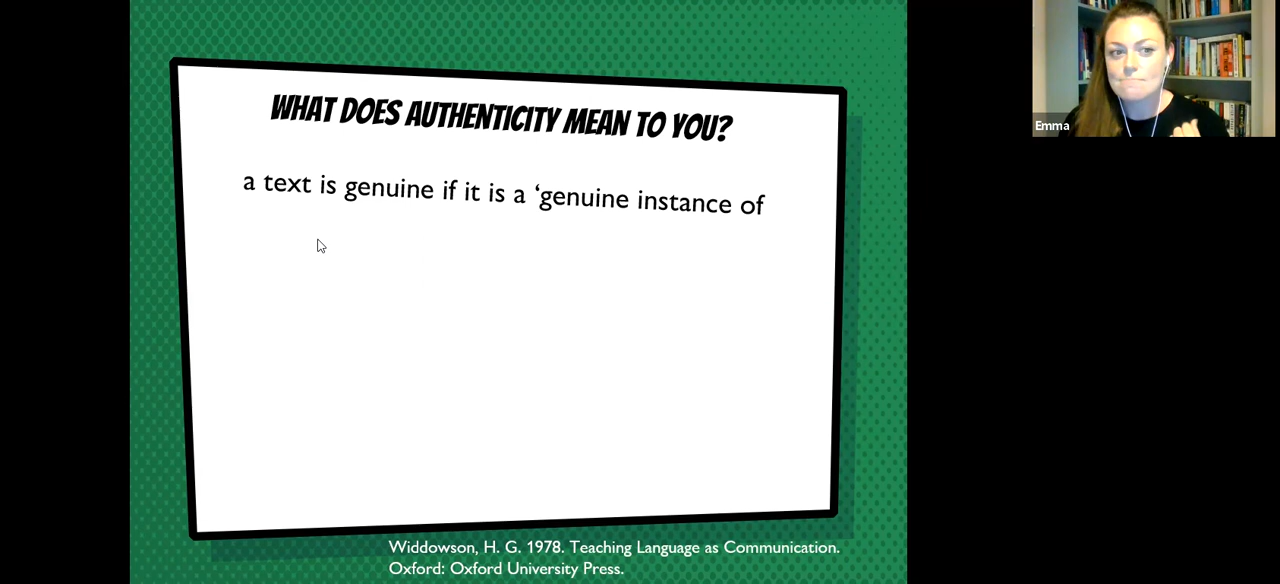 WHAT DOES AUTHENTICITY MEAN TO YOU?
a text is genuine if it is a ‘genuine instance of
Emma
Widdowson, H. G. 1978. Teaching Language as Communication.
Oxford: Oxford University Press.